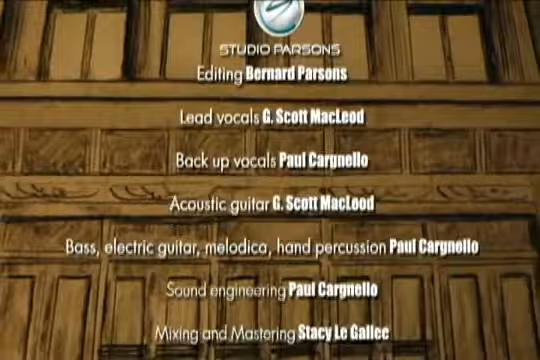 STUDIO PARSONS
Editing Bernard Parsons
Lead vocals G. Scott MacLeod
Back up vocals Paul Cargnello
Acoustic guitar G. Scott MacLeod
Bass, electric guitar, melodica, hand percussion Paul Cargnello
Sound engineering Paul Cargnello
Mixing and Mastering Stacy Le Gallee